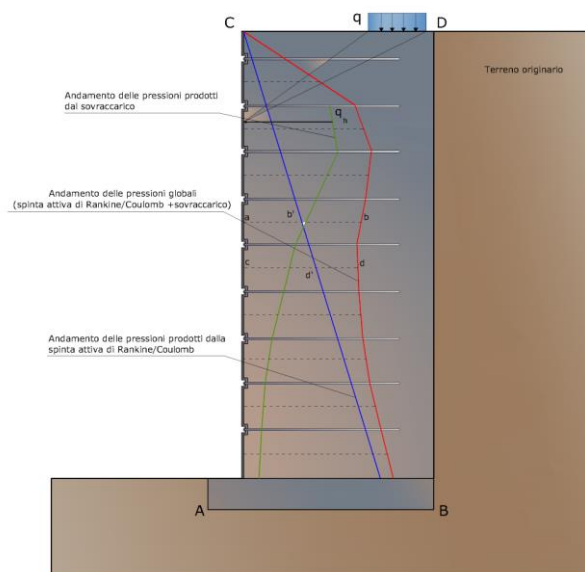 q
C
D
Terreno originario
Andamento delle pressioni prodotti
dal sovraccarico
q h
Andamento delle pressioni globali
(spinta attiva di Rankine/Coulomb +sovraccarico)
a
b'
b
c
d'
d
Andamento delle pressioni prodotti dalla
spinta attiva di Rankine/Coulomb
A
B